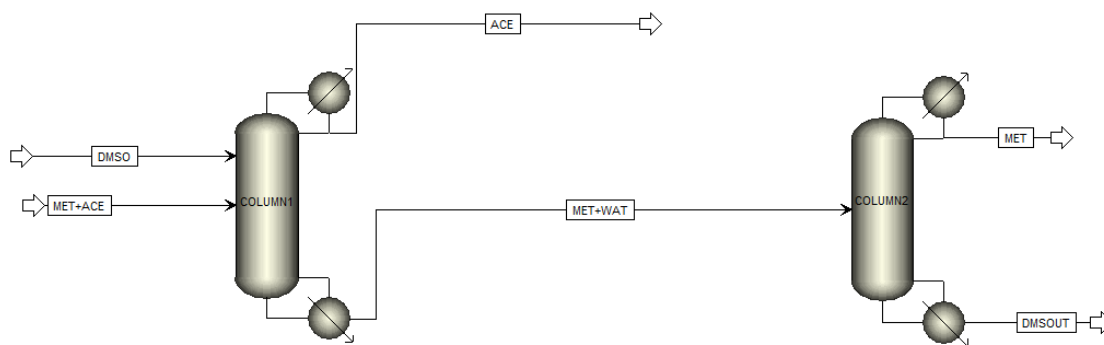 ACE
DMSO
MET+ACE
COLUMN1
MET+WAT
COLUMN2
MET
DMSOUT